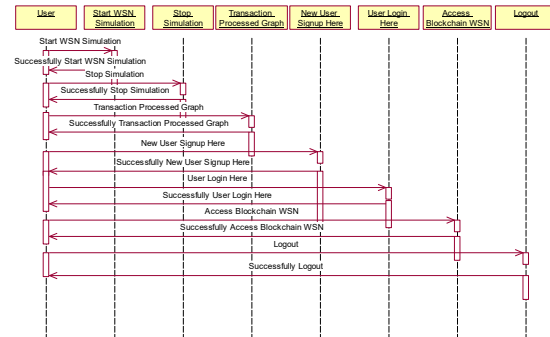 User
Start WSN
Simulation
Stop
Simulation
Transaction
Processed Graph
New User
Signup Here
User Login
Here
Access
Blockchain WSN
Logout
Start WSN Simulation
Successfully Start WSN Simulation
Stop Simulation
Successfully Stop Simulation
Transaction Processed Graph
Successfully Transaction Processed Graph
New User Signup Here
Successfully New User Signup Here
User Login Here
Successfully User Login Here
Access Blockchain WSN
Successfully Access Blockchain WSN
Logout
Successfully Logout